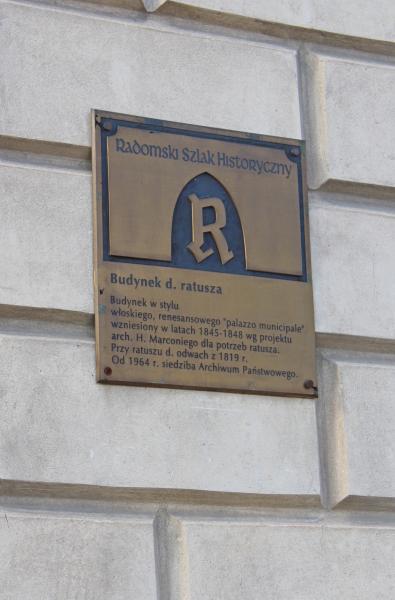 Radomski Szlak Historyczny
R
Budynek d. ratusza
Budynek w stylu
włoskiego, renesansowego "palazzo municipale"
wzniesiony w latach 1845-1848 wg projektu
arch. H. Marconiego dla potrzeb ratusza.
Przy ratuszu d. odwach z 1819 r.
Od 1964 r. siedziba Archiwum Państwowego.